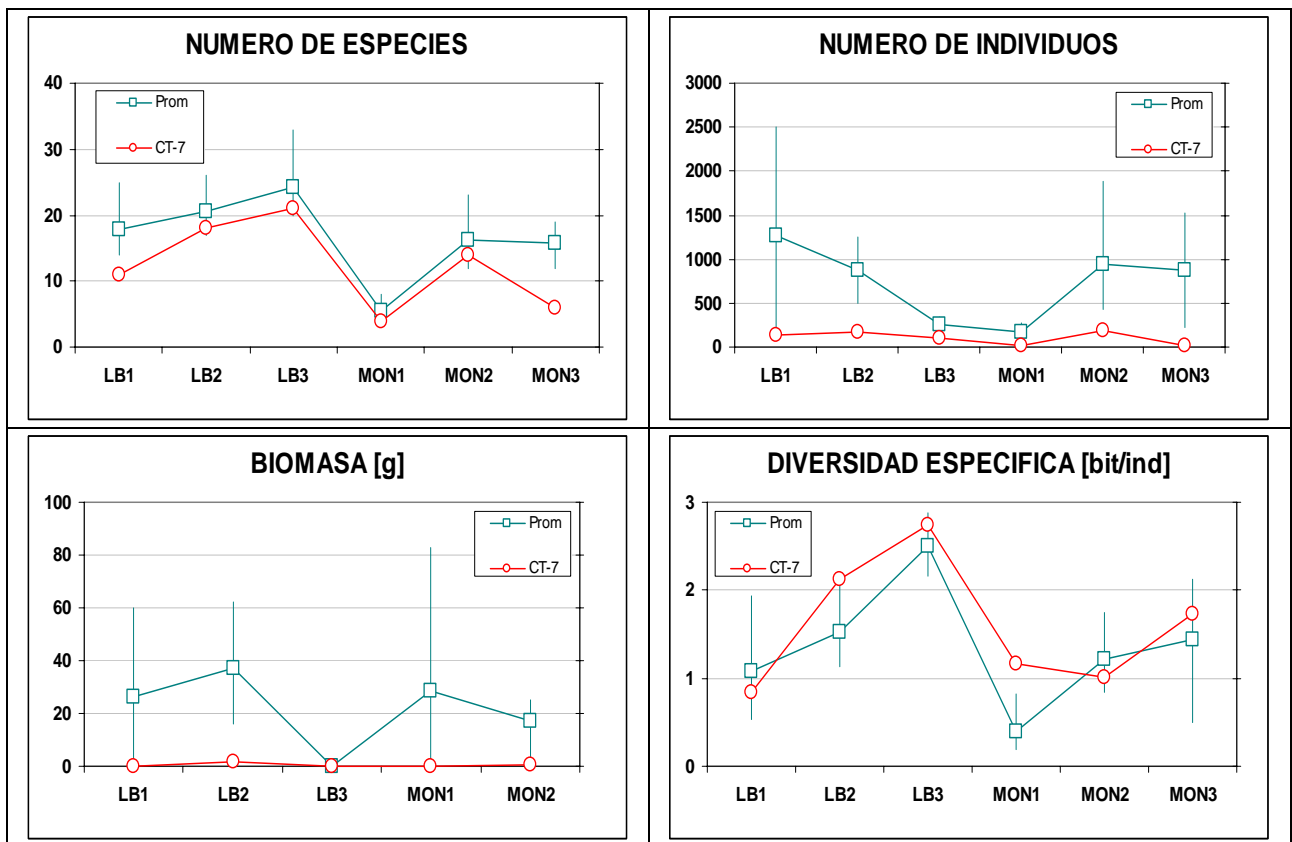 NUMERO DE ESPECIES
40
30
20
10
0
Prom
CT-7
LB1 LB2 LB3 MON1 MON2 MON3
NUMERO DE INDIVIDUOS
3000
2500
2000
1500
1000
500
0
Prom
CT-7
LB1 LB2 LB3 MON1 MON2 MON3
BIOMASA [g]
100
80
60
40
20
0
Prom
CT-7
LB1 LB2 LB3 MON1 MON2
DIVERSIDAD ESPECIFICA [bit/ind]
3
2
1
0
Prom
CT-7
LB1 LB2 LB3 MON1 MON2 MON3